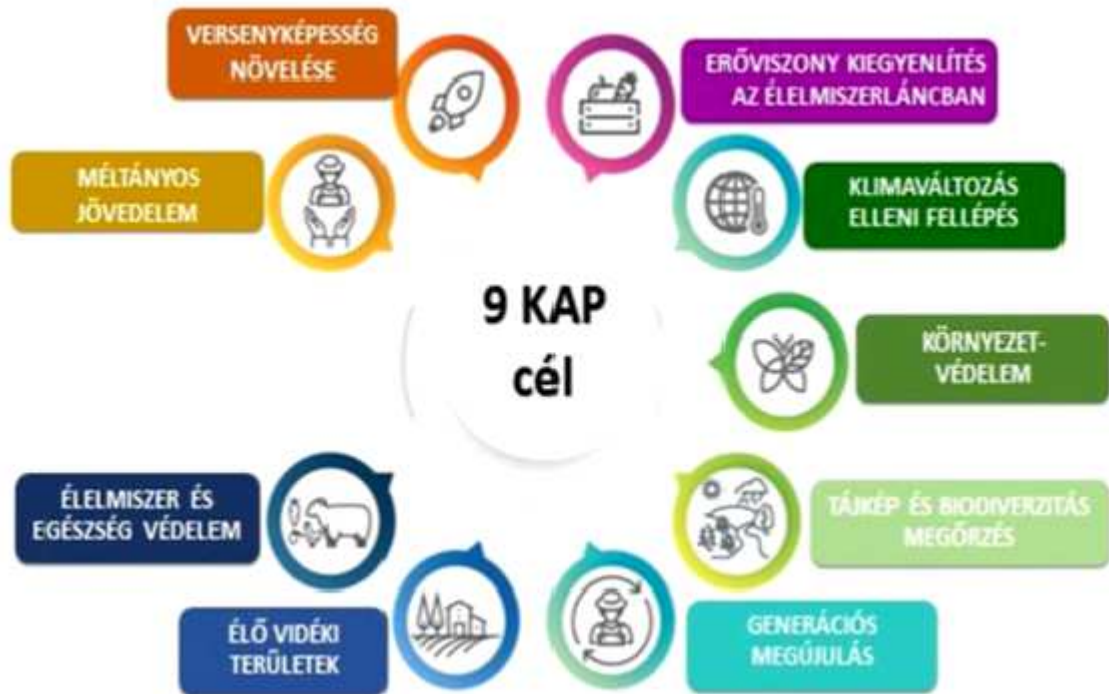 VERSENYKÉPESSÉG
NÖVELÉSE
ERŐVISZONY KIEGYENLÍTÉS
AZ ÉLELMISZERLÁNCBAN
MÉLTÁNYOS
JÖVEDELEM
KLIMAVÁLTOZÁS
ELLENI FELLÉPÉS
9 KAP
cél
KÖRNYEZET-
VÉDELEM
ÉLELMISZER ÉS
EGÉSZSÉG VÉDELEM
TÁJKÉP ÉS BIODIVERZITÁS
MEGŐRZÉS
ÉLŐ VIDÉKI
TERÜLETEK
GENERÁCIÓS
MEGÚJULÁS